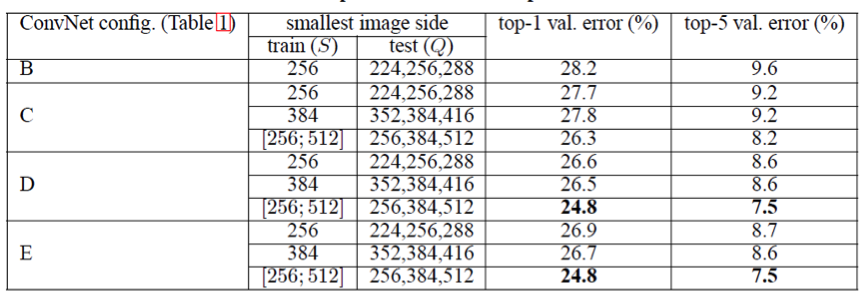 ConvNet config. (Table 1) smallest image side top-1 val. error (%) top-5 val. error (%)
train (S) test (Q)
B 256 224,256,288 28.2 9.6
256 224,256,288 27.7 9.2
C 384 352,384,416 27.8 9.2
[256; 512] 256,384,512 26.3 8.2
256 224,256,288 26.6 8.6
D 384 352,384,416 26.5 8.6
[256; 512] 256,384,512 24.8 7.5
256 224,256,288 26.9 8.7
E 384 352,384,416 26.7 8.6
[256; 512] 256,384,512 24.8 7.5